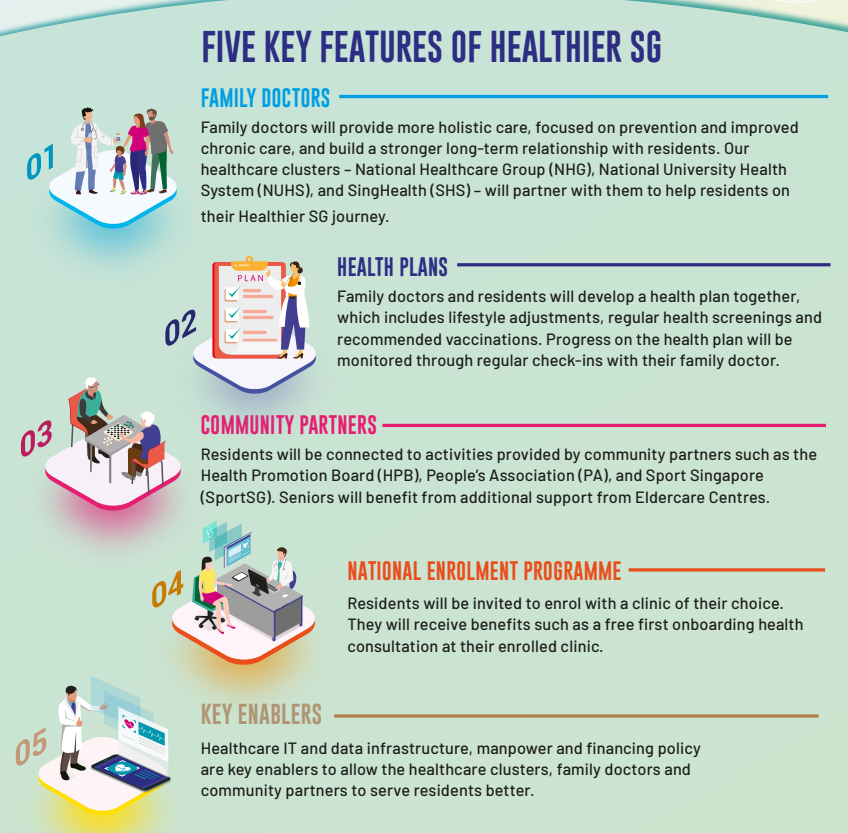 FIVE KEY FEATURES OF HEALTHIER SG
01
FAMILY DOCTORS
Family doctors will provide more holistic care, focused on prevention and improved
chronic care, and build a stronger long-term relationship with residents. Our
healthcare clusters – National Healthcare Group (NHG), National University Health
System (NUHS), and SingHealth (SHS) – will partner with them to help residents on
their Healthier SG journey.
02
PLAN
HEALTH PLANS
Family doctors and residents will develop a health plan together,
which includes lifestyle adjustments, regular health screenings and
recommended vaccinations. Progress on the health plan will be
monitored through regular check-ins with their family doctor.
03
COMMUNITY PARTNERS
Residents will be connected to activities provided by community partners such as the
Health Promotion Board (HPB), People’s Association (PA), and Sport Singapore
(SportSG). Seniors will benefit from additional support from Eldercare Centres.
04
NATIONAL ENROLMENT PROGRAMME
Residents will be invited to enrol with a clinic of their choice.
They will receive benefits such as a free first onboarding health
consultation at their enrolled clinic.
05
KEY ENABLERS
Healthcare IT and data infrastructure, manpower and financing policy
are key enablers to allow the healthcare clusters, family doctors and
community partners to serve residents better.